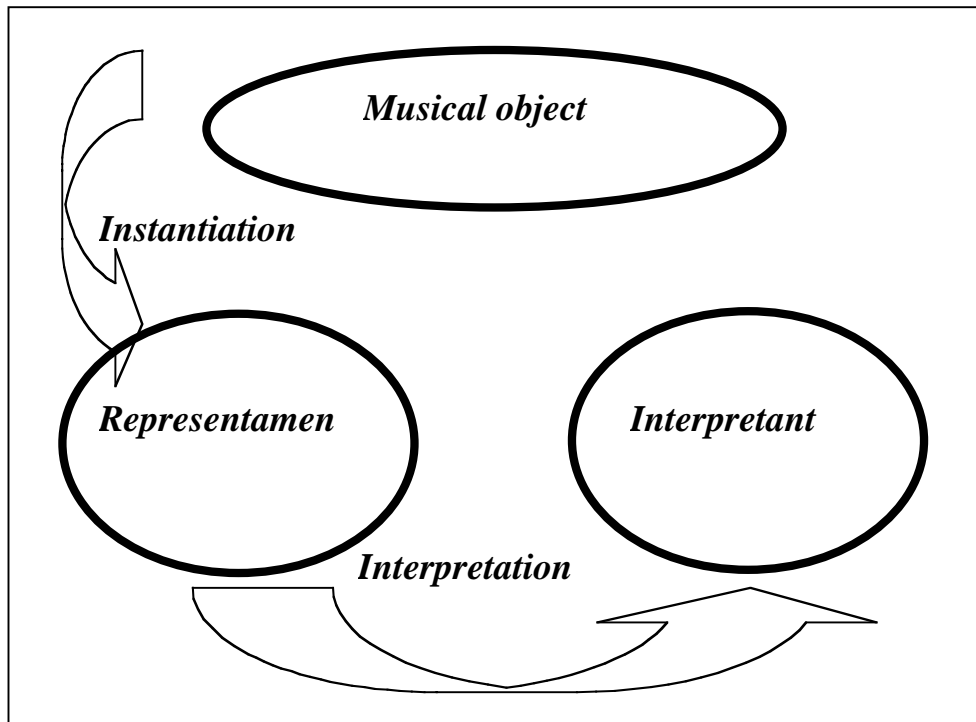 Musical object
Instantiation
Representamen
Interpretant
Interpretation